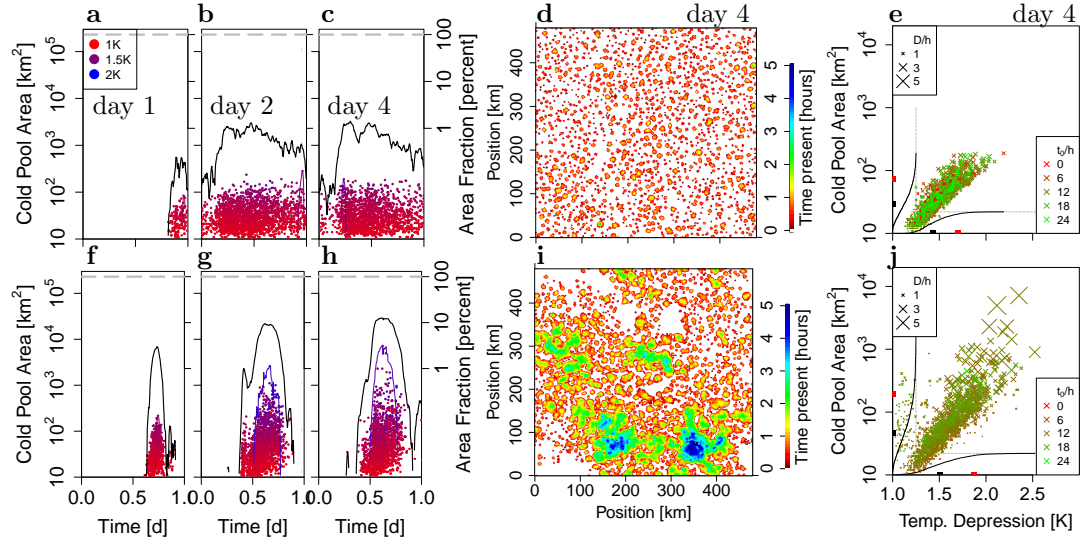 a b c d day 4 e day 4
Cold Pool Area [km²]
10⁵
10⁴
10³
10²
10
1K
1.5K
2K
day 1
day 2
day 4
100
10
1
Area Fraction [percent]
Position [km]
400
300
200
100
0
Time present [hours]
5
4
3
2
1
0
Cold Pool Area [km²]
10⁴
10³
10²
10
D/h
1
3
5
t₀/h
0
6
12
18
24
f g h i j
Cold Pool Area [km²]
10⁵
10⁴
10³
10²
10
0.0 0.5 1.0
0.0 0.5 1.0
0.0 0.5 1.0
Time [d]
Time [d]
Time [d]
100
10
1
Area Fraction [percent]
Position [km]
400
300
200
100
0
0 100 200 300 400
Position [km]
Time present [hours]
5
4
3
2
1
0
Cold Pool Area [km²]
10⁴
10³
10²
10
D/h
1
3
5
t₀/h
0
6
12
18
24
1.0 1.5 2.0 2.5 3.0
Temp. Depression [K]